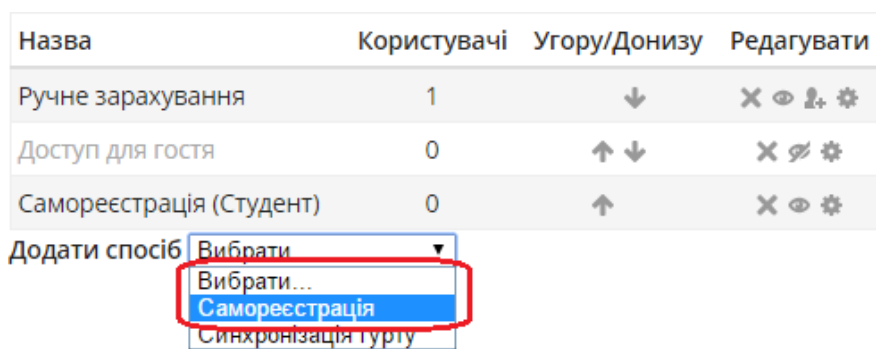 Назва Користувачі Угору/Донизу Редагувати
Ручне зарахування 1
Доступ для гостя 0
Самореєстрація (Студент) 0
Додати спосіб Вибрати...
Вибрати...
Самореєстрація
Синхронізація гурту